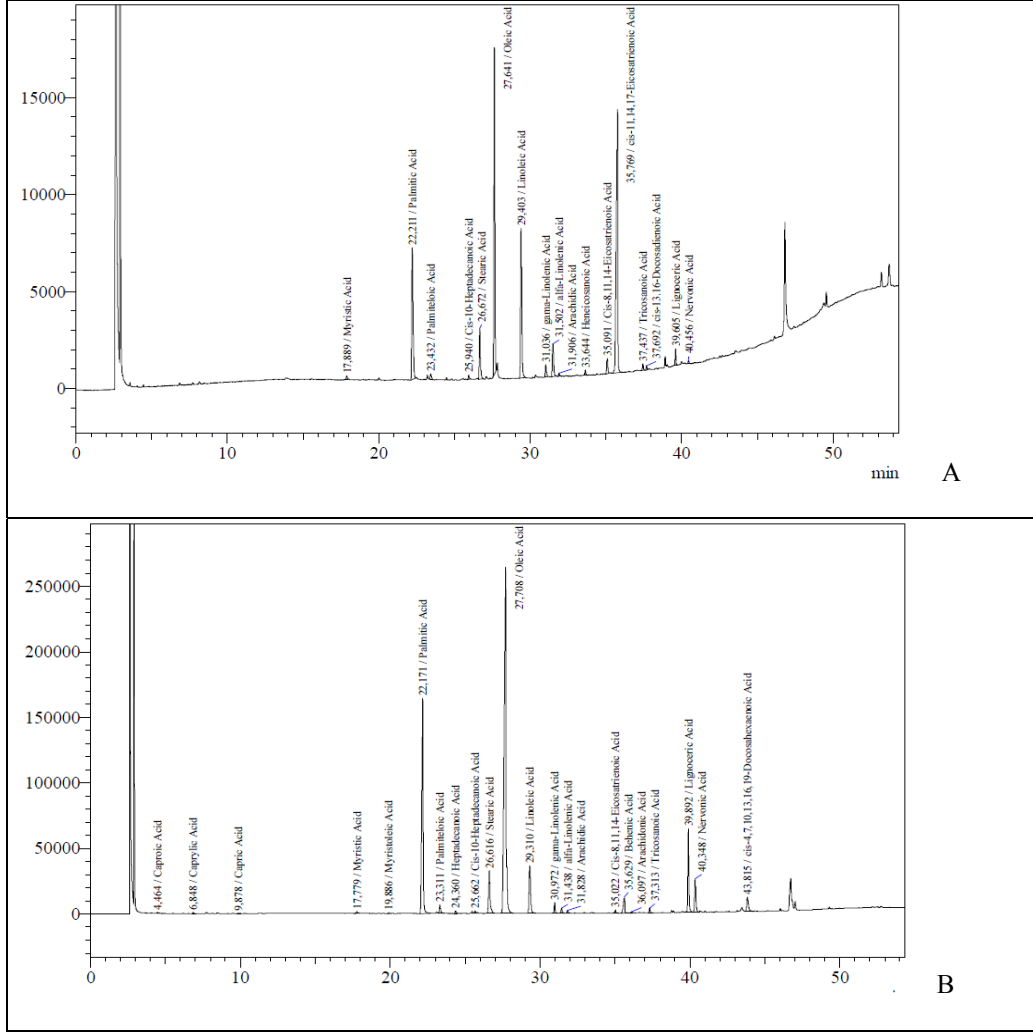 15000
10000
5000
0
17,889 / Myristic Acid
22,211 / Palmitic Acid
23,432 / Palmiteloic Acid
25,940 / Cis-10-Heptadecanoic Acid
26,672 / Stearic Acid
27,641 / Oleic Acid
29,403 / Linoleic Acid
31,036 / gama-Linolenic Acid
31,502 / alfa-Linolenic Acid
31,906 / Arachidic Acid
33,644 / Heneicosanoic Acid
35,091 / Cis-8,11,14-Eicosatrienoic Acid
35,769 / cis-11,14,17-Eicosatrienoic Acid
37,437 / Tricosanoic Acid
37,692 / cis-13,16-Docosadienoic Acid
39,605 / Lignoceric Acid
40,456 / Nervonic Acid
0 10 20 30 40 50
min
A
250000
200000
150000
100000
50000
0
4,464 / Caproic Acid
6,848 / Caprylic Acid
9,878 / Capric Acid
17,779 / Myristic Acid
19,886 / Myristoleic Acid
22,171 / Palmitic Acid
23,311 / Palmiteloic Acid
24,360 / Heptadecanoic Acid
25,662 / Cis-10-Heptadecanoic Acid
26,616 / Stearic Acid
27,708 / Oleic Acid
29,310 / Linoleic Acid
30,972 / gama-Linolenic Acid
31,438 / alfa-Linolenic Acid
31,828 / Arachidic Acid
35,022 / Cis-8,11,14-Eicosatrienoic Acid
35,629 / Behenic Acid
36,097 / Arachidonic Acid
37,313 / Tricosanoic Acid
39,892 / Lignoceric Acid
40,348 / Nervonic Acid
43,815 / cis-4,7,10,13,16,19-Docosahexaenoic Acid
0 10 20 30 40 50
B